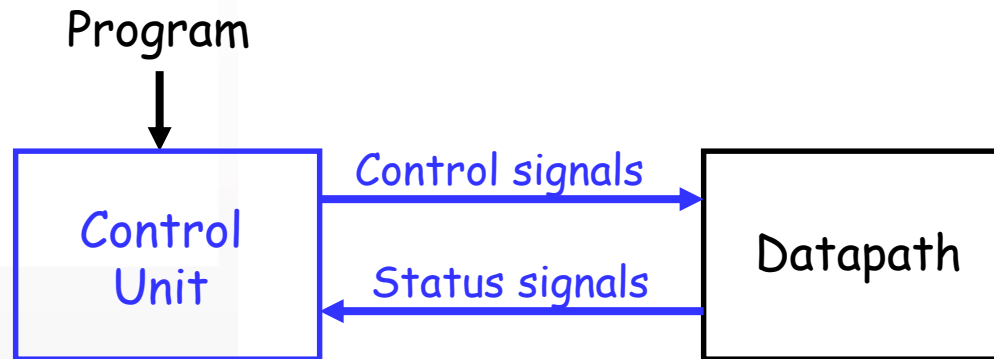 Program
Control signals
Control
Unit
Datapath
Status signals